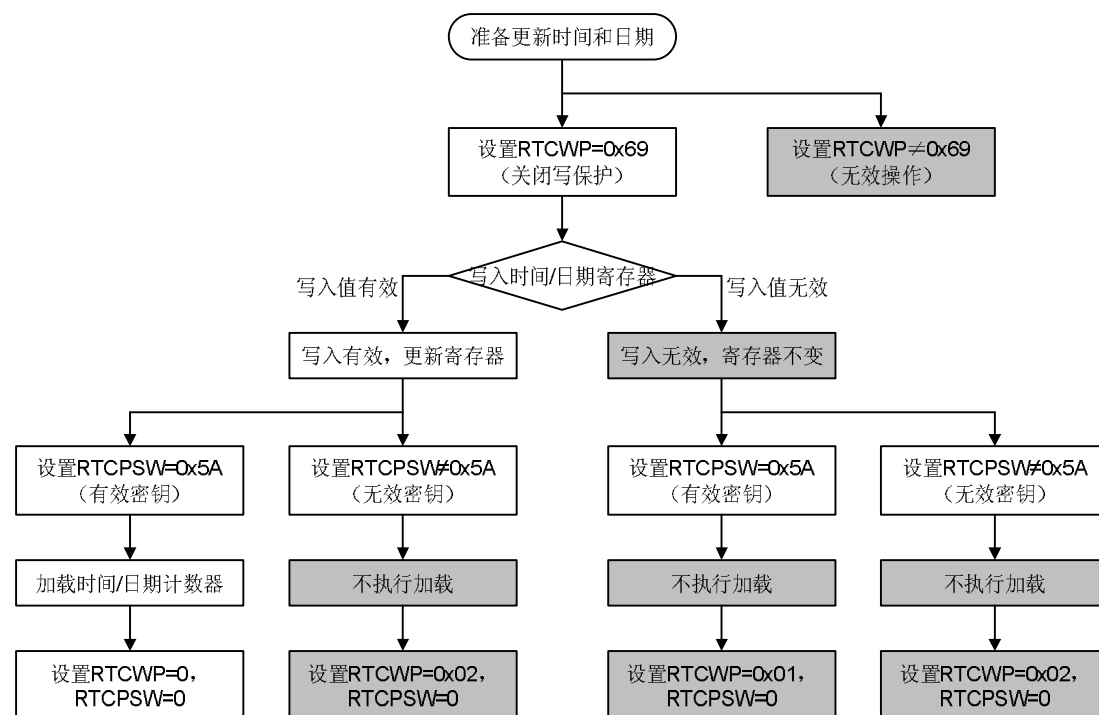 准备更新时间和日期
设置RTCWP=0x69
（关闭写保护）
设置RTCWP≠0x69
（无效操作）
写入时间/日期寄存器
写入值有效
写入值无效
写入有效，更新寄存器
写入无效，寄存器不变
设置RTCPSW=0x5A
（有效密钥）
设置RTCPSW≠0x5A
（无效密钥）
设置RTCPSW=0x5A
（有效密钥）
设置RTCPSW≠0x5A
（无效密钥）
加载时间/日期计数器
不执行加载
不执行加载
不执行加载
设置RTCWP=0，
RTCPSW=0
设置RTCWP=0x02，
RTCPSW=0
设置RTCWP=0x01，
RTCPSW=0
设置RTCWP=0x02，
RTCPSW=0